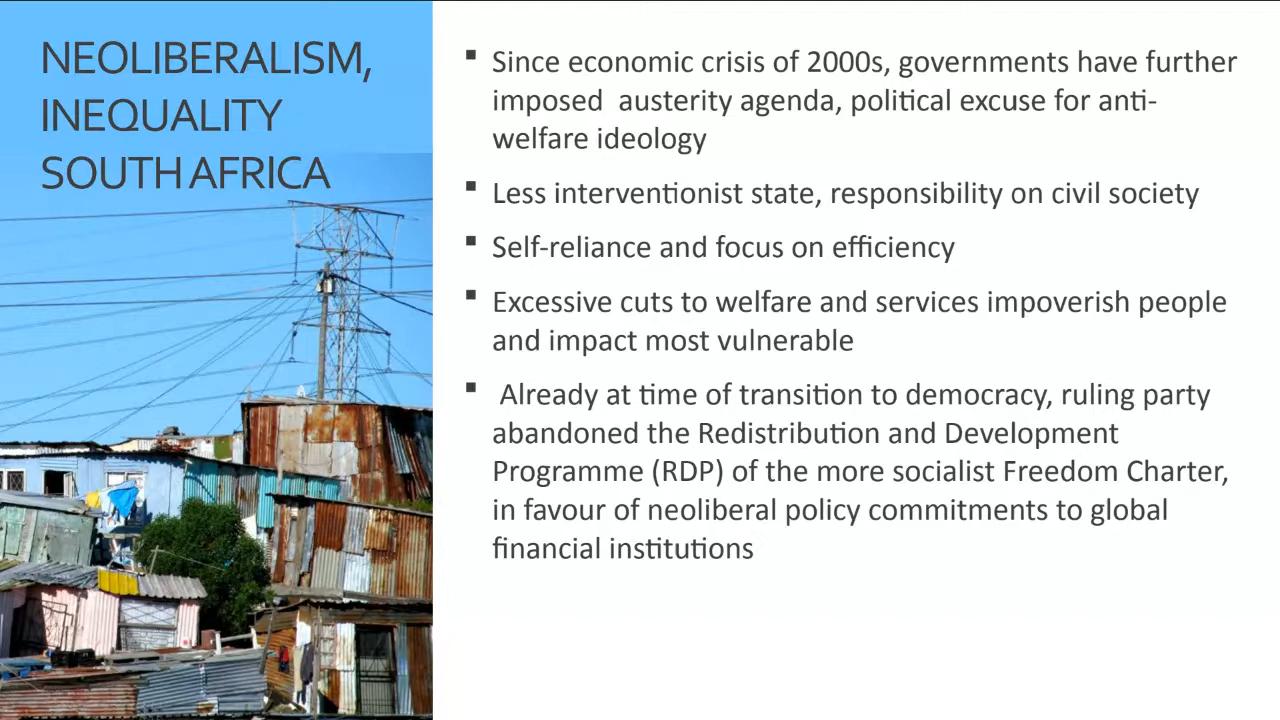 NEOLIBERALISM,
INEQUALITY
SOUTH AFRICA
▪ Since economic crisis of 2000s, governments have further
imposed  austerity agenda, political excuse for anti-
welfare ideology
▪ Less interventionist state, responsibility on civil society
▪ Self-reliance and focus on efficiency
▪ Excessive cuts to welfare and services impoverish people
and impact most vulnerable
▪ Already at time of transition to democracy, ruling party
abandoned the Redistribution and Development
Programme (RDP) of the more socialist Freedom Charter,
in favour of neoliberal policy commitments to global
financial institutions